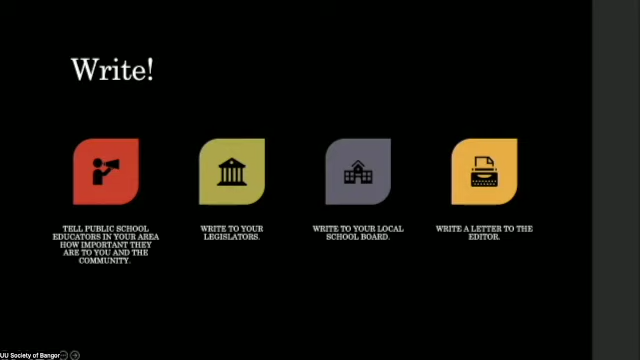 Write!
TELL PUBLIC SCHOOL
EDUCATORS IN YOUR AREA
HOW IMPORTANT THEY
ARE TO YOU AND THE
COMMUNITY.
WRITE TO YOUR
LEGISLATORS.
WRITE TO YOUR LOCAL
SCHOOL BOARD.
WRITE A LETTER TO THE
EDITOR.
UU Society of Bangor